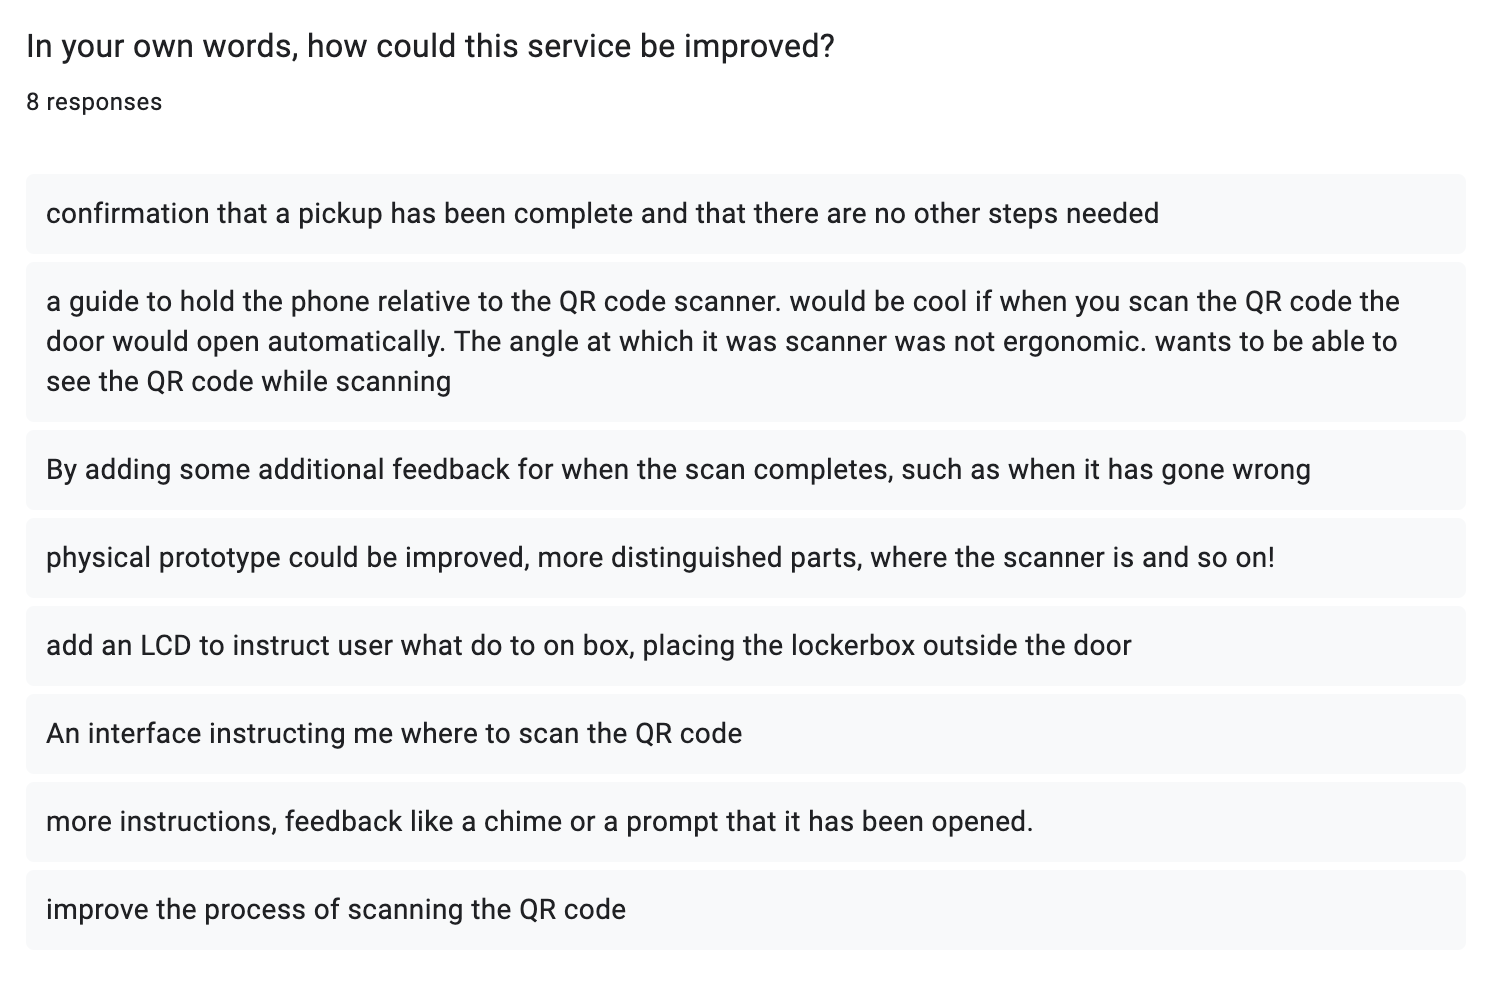 In your own words, how could this service be improved?
8 responses
confirmation that a pickup has been complete and that there are no other steps needed
a guide to hold the phone relative to the QR code scanner. would be cool if when you scan the QR code the
door would open automatically. The angle at which it was scanner was not ergonomic. wants to be able to
see the QR code while scanning
By adding some additional feedback for when the scan completes, such as when it has gone wrong
physical prototype could be improved, more distinguished parts, where the scanner is and so on!
add an LCD to instruct user what do to on box, placing the lockerbox outside the door
An interface instructing me where to scan the QR code
more instructions, feedback like a chime or a prompt that it has been opened.
improve the process of scanning the QR code